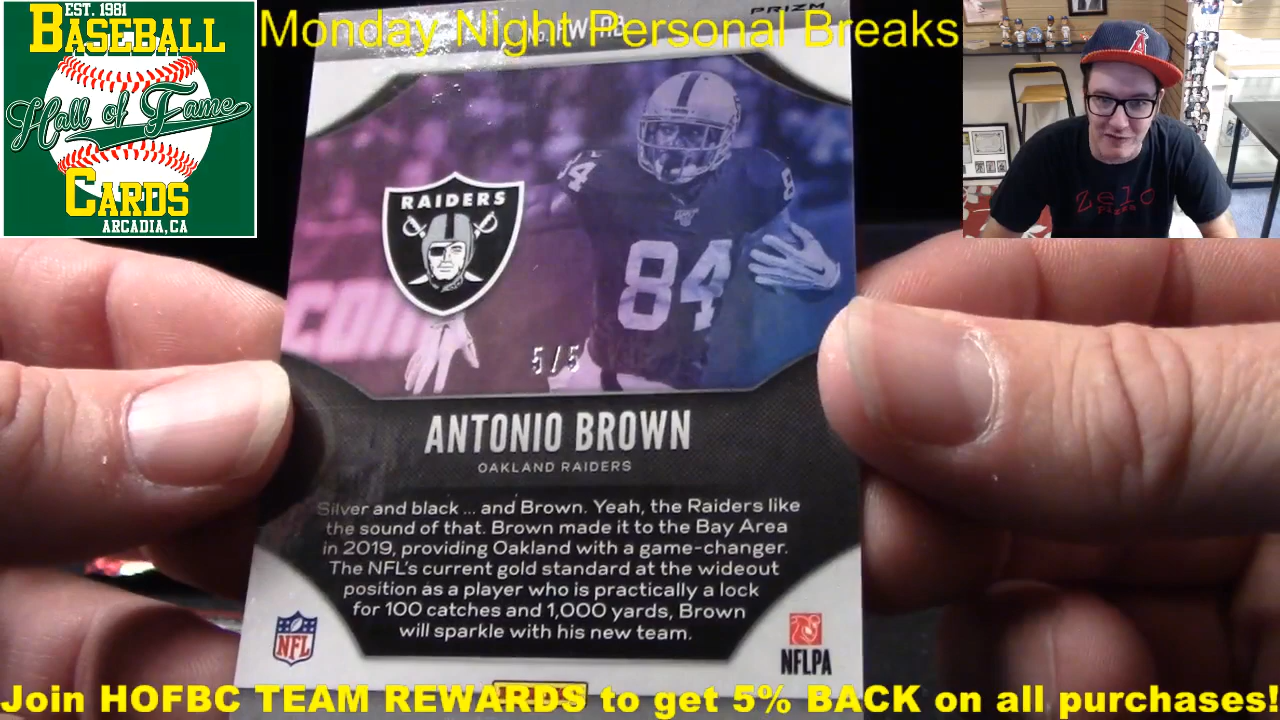 EST. 1981
BASEBALL
Hall of Fame
CARDS
ARCADIA, CA
Monday Night Personal Breaks
PRIZM
RAIDERS
84
84
84
5/5
ANTONIO BROWN
OAKLAND RAIDERS
Silver and black ... and Brown. Yeah, the Raiders like
the sound of that. Brown made it to the Bay Area
in 2019, providing Oakland with a game-changer.
The NFL's current gold standard at the wideout
position as a player who is practically a lock
for 100 catches and 1,000 yards, Brown
will sparkle with his new team.
NFL
NFLPA
zelo
pizza
Join HOFBC TEAM REWARDS to get 5% BACK on all purchases!